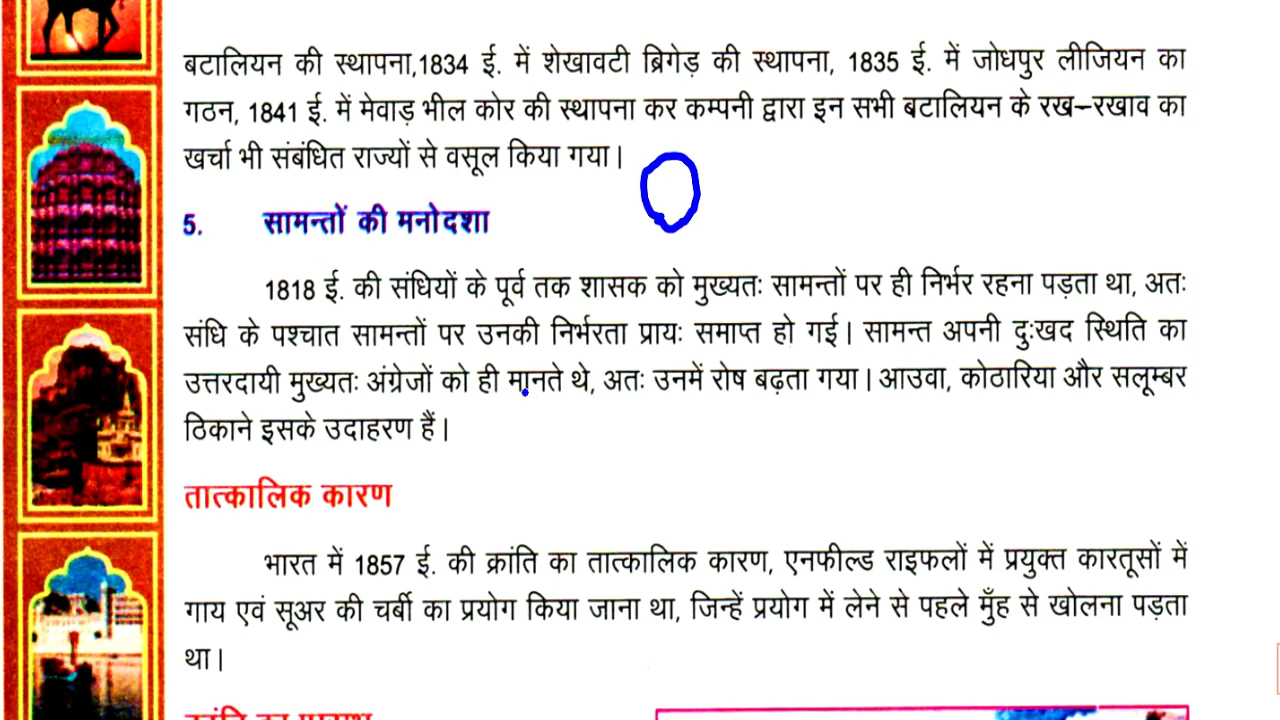 बटालियन की स्थापना,1834 ई. में शेखावटी ब्रिगेड़ की स्थापना, 1835 ई. में जोधपुर लीजियन का
गठन, 1841 ई. में मेवाड़ भील कोर की स्थापना कर कम्पनी द्वारा इन सभी बटालियन के रख–रखाव का
खर्चा भी संबंधित राज्यों से वसूल किया गया।
5. सामन्तों की मनोदशा
1818 ई. की संधियों के पूर्व तक शासक को मुख्यतः सामन्तों पर ही निर्भर रहना पड़ता था, अतः
संधि के पश्चात सामन्तों पर उनकी निर्भरता प्रायः समाप्त हो गई। सामन्त अपनी दुःखद स्थिति का
उत्तरदायी मुख्यतः अंग्रेजों को ही मानते थे, अतः उनमें रोष बढ़ता गया। आउवा, कोठारिया और सलूम्बर
ठिकाने इसके उदाहरण हैं।
तात्कालिक कारण
भारत में 1857 ई. की क्रांति का तात्कालिक कारण, एनफील्ड राइफलों में प्रयुक्त कारतूसों में
गाय एवं सूअर की चर्बी का प्रयोग किया जाना था, जिन्हें प्रयोग में लेने से पहले मुँह से खोलना पड़ता
था।